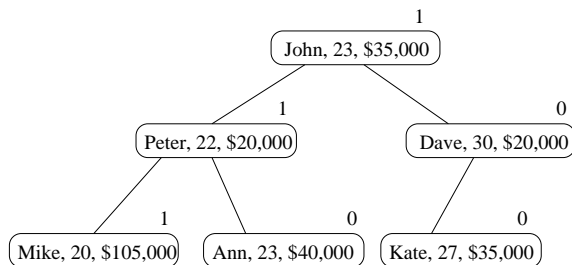 1
John, 23, $35,000
1
0
Peter, 22, $20,000
Dave, 30, $20,000
1
0
0
Mike, 20, $105,000
Ann, 23, $40,000
Kate, 27, $35,000